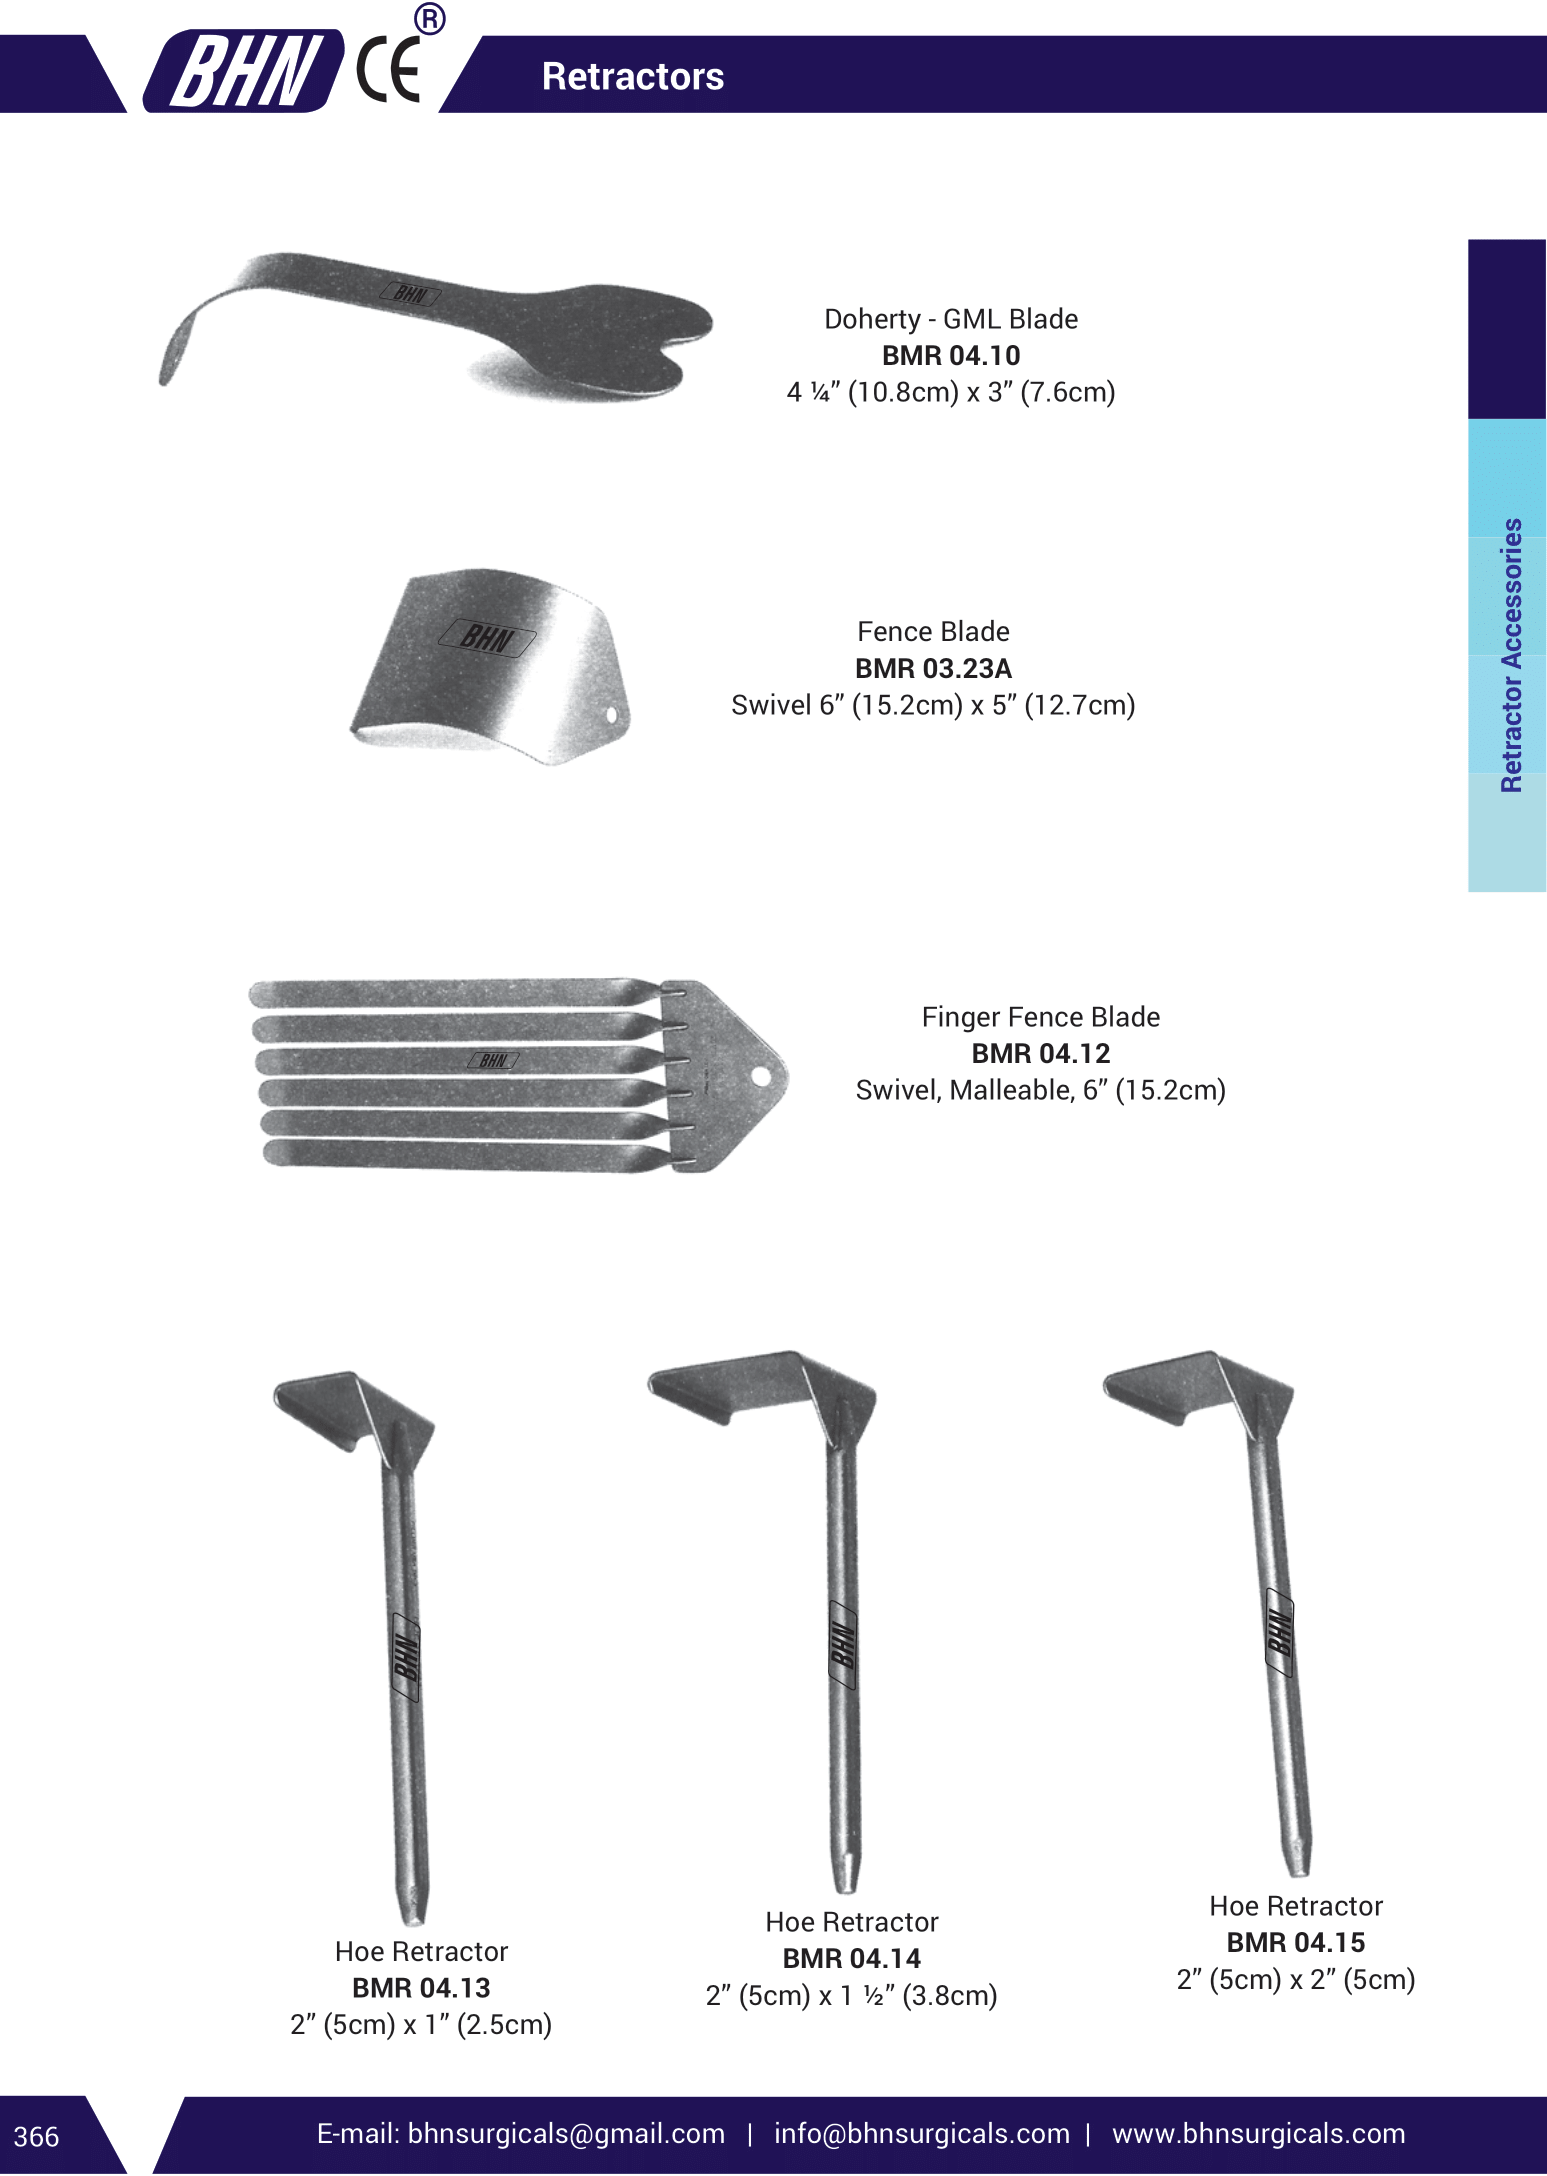 BHN CE ®
Retractors
BHN
Doherty - GML Blade
BMR 04.10
4 ¼” (10.8cm) x 3” (7.6cm)
Retractor Accessories
BHN
Fence Blade
BMR 03.23A
Swivel 6” (15.2cm) x 5” (12.7cm)
BHN
Finger Fence Blade
BMR 04.12
Swivel, Malleable, 6” (15.2cm)
BHN
Hoe Retractor
BMR 04.13
2” (5cm) x 1” (2.5cm)
BHN
Hoe Retractor
BMR 04.14
2” (5cm) x 1 ½” (3.8cm)
BHN
Hoe Retractor
BMR 04.15
2” (5cm) x 2” (5cm)
366
E-mail: bhnsurgicals@gmail.com | info@bhnsurgicals.com | www.bhnsurgicals.com